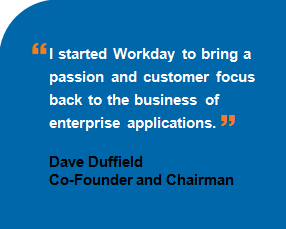 “I started Workday to bring a
passion and customer focus
back to the business of
enterprise applications.”
Dave Duffield
Co-Founder and Chairman